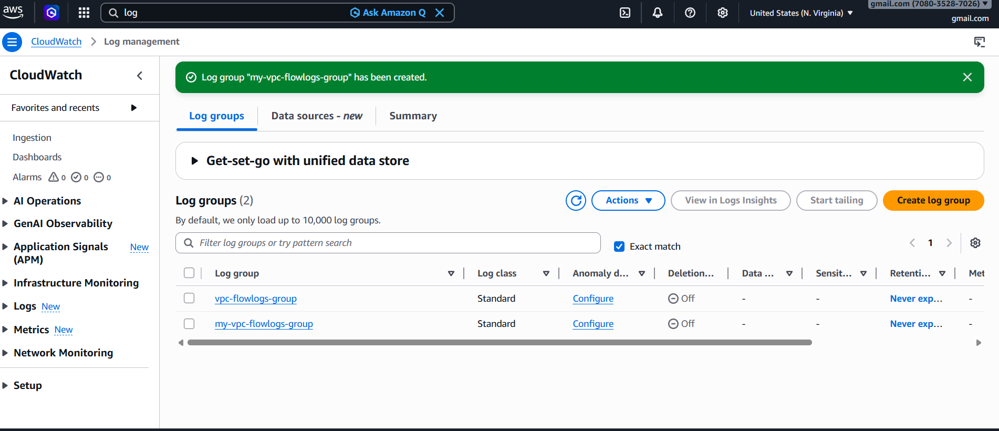 aws
log
Ask Amazon Q
United States (N. Virginia)
gmail.com (7080-3528-7026)
gmail.com
CloudWatch
Log management
CloudWatch
Favorites and recents
Ingestion
Dashboards
Alarms 0 0 0
AI Operations
GenAI Observability
Application Signals New
(APM)
Infrastructure Monitoring
Logs New
Metrics New
Network Monitoring
Setup
Log group "my-vpc-flowlogs-group" has been created.
Log groups
Data sources - new
Summary
Get-set-go with unified data store
Log groups (2)
Actions
View in Logs Insights
Start tailing
Create log group
By default, we only load up to 10,000 log groups.
Filter log groups or try pattern search
Exact match
1
Log group Log class Anomaly d... Deletion... Data ... Sensit... Retenti... Met
vpc-flowlogs-group Standard Configure Off - - Never exp... -
my-vpc-flowlogs-group Standard Configure Off - - Never exp... -